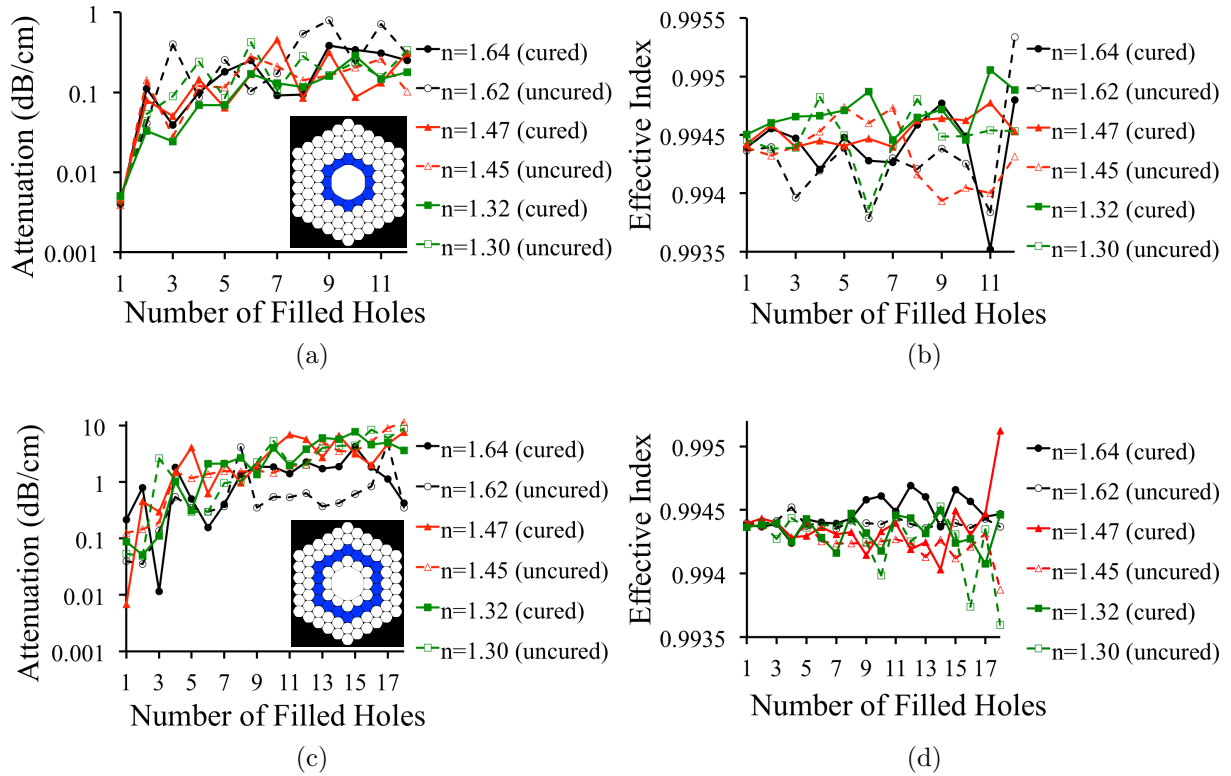 1
0.1
0.01
0.001
Attenuation (dB/cm)
1 3 5 7 9 11
Number of Filled Holes
n=1.64 (cured)
n=1.62 (uncured)
n=1.47 (cured)
n=1.45 (uncured)
n=1.32 (cured)
n=1.30 (uncured)
(a)
0.9955
0.995
0.9945
0.994
0.9935
Effective Index
1 3 5 7 9 11
Number of Filled Holes
n=1.64 (cured)
n=1.62 (uncured)
n=1.47 (cured)
n=1.45 (uncured)
n=1.32 (cured)
n=1.30 (uncured)
(b)
10
1
0.1
0.01
0.001
Attenuation (dB/cm)
1 3 5 7 9 11 13 15 17
Number of Filled Holes
n=1.64 (cured)
n=1.62 (uncured)
n=1.47 (cured)
n=1.45 (uncured)
n=1.32 (cured)
n=1.30 (uncured)
(c)
0.995
0.9945
0.994
0.9935
Effective Index
1 3 5 7 9 11 13 15 17
Number of Filled Holes
n=1.64 (cured)
n=1.62 (uncured)
n=1.47 (cured)
n=1.45 (uncured)
n=1.32 (cured)
n=1.30 (uncured)
(d)